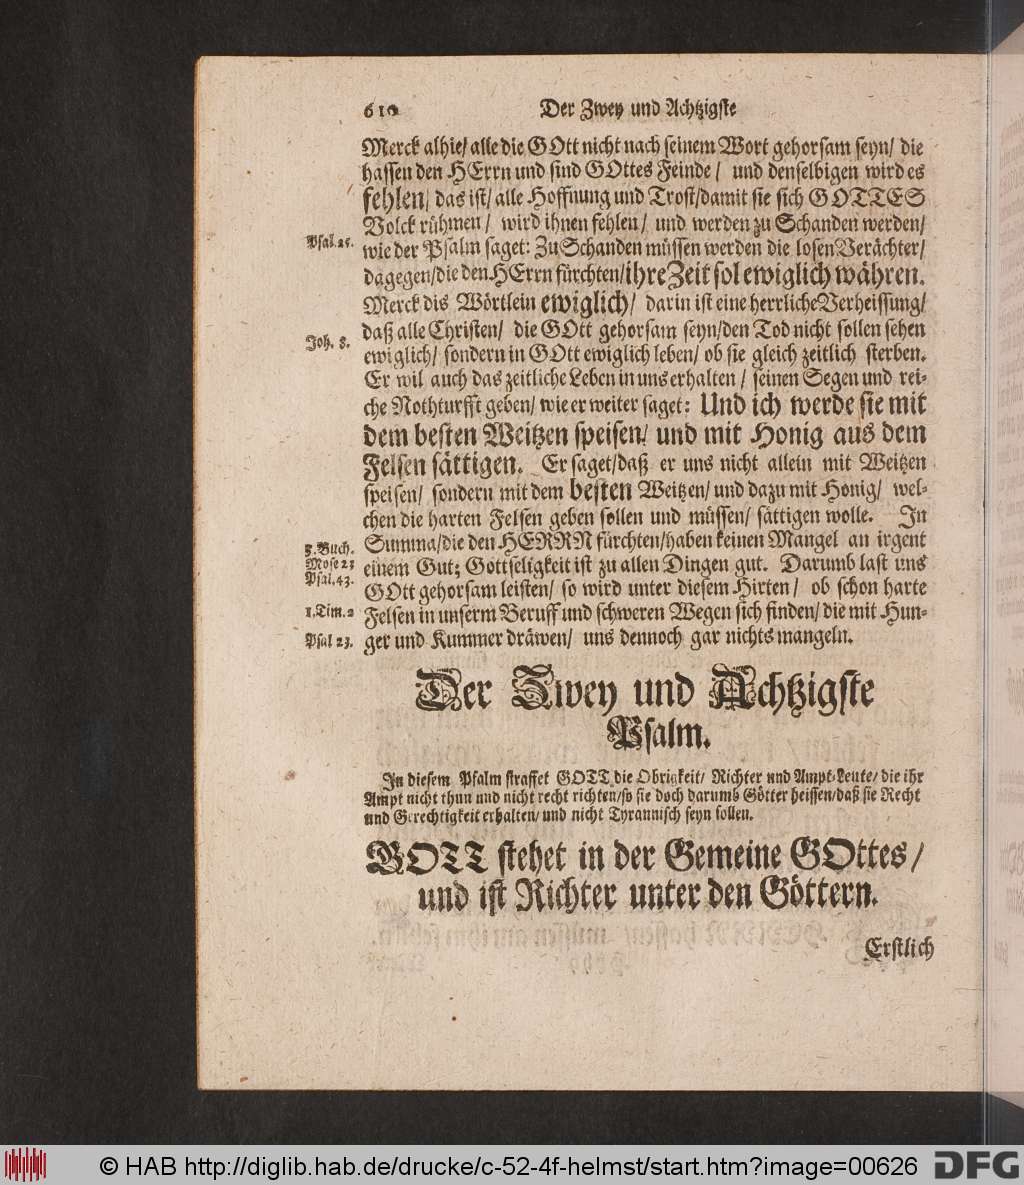 610 Der Zwey und Achtzigste
Merck alhie/ alle die GOtt nicht nach seinem Wort gehorsam seyn/ die
hassen den HErrn und sind GOttes Feinde/ und denselbigen wird es
fehlen/ das ist/ alle Hoffnung und Trost/ damit sie sich GOTTES
Volck rühmen/ wird ihnen fehlen/ und werden zu Schanden werden/
Psal. 25.
wie der Psalm saget: Zu Schanden müssen werden die losen Verächter/
dagegen/ die den HErrn fürchten/ ihre Zeit sol ewiglich währen.
Merck dis Wörtlein ewiglich/ darin ist eine herrliche Verheissung/
daß alle Christen/ die GOtt gehorsam seyn/ den Tod nicht sollen sehen
Joh. 8.
ewiglich/ sondern in GOtt ewiglich leben/ ob sie gleich zeitlich sterben.
Er wil auch das zeitliche Leben in uns erhalten/ seinen Segen und rei-
che Nothturfft geben/ wie er weiter saget: Und ich werde sie mit
dem besten Weitzen speisen/ und mit Honig aus dem
Felsen sättigen. Er saget/ daß er uns nicht allein mit Weitzen
speisen/ sondern mit dem besten Weitzen/ und dazu mit Honig/ wel-
chen die harten Felsen geben sollen und müssen/ sättigen wolle. In
5. Buch.
Summa/ die den HERRN fürchten/ haben keinen Mangel an irgent
Mose 23
einem Gut; Gottseligkeit ist zu allen Dingen gut. Darumb last uns
Psal. 43.
GOtt gehorsam leisten/ so wird unter diesem Hirten/ ob schon harte
1. Tim. 2
Felsen in unserm Beruff und schweren Wegen sich finden/ die mit Hun-
Psal 23.
ger und Kummer dräwen/ uns dennoch gar nichts mangeln.
Der Zwey und Achtzigste
Psalm.
In diesem Psalm straffet GOTT die Obrigkeit/ Richter und Ampt-Leute/ die ihr
Ampt nicht thun und nicht recht richten/ so sie doch darumb Götter heissen/ daß sie Recht
und Gerechtigkeit erhalten/ und nicht Tyrannisch seyn sollen.
GOTT stehet in der Gemeine GOttes/
und ist Richter unter den Göttern.
Erstlich
© HAB http://diglib.hab.de/drucke/c-52-4f-helmst/start.htm?image=00626
DFG